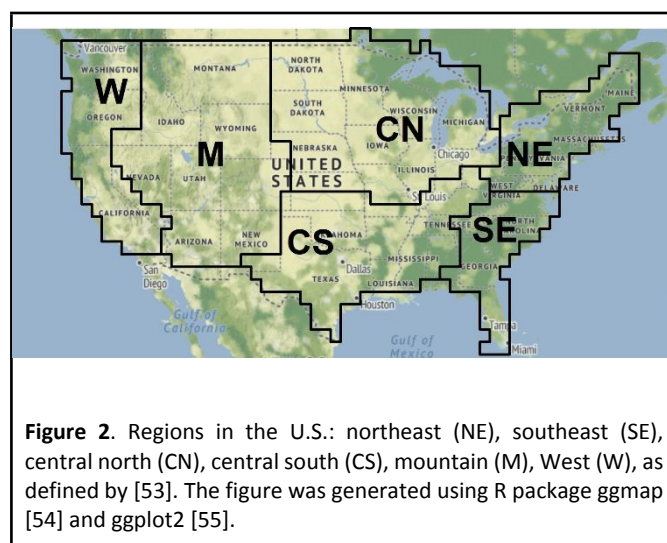 Vancouver
WASHINGTON
MONTANA
NORTH
DAKOTA
MINNESOTA
MAINE
W
OREGON
IDAHO
WYOMING
SOUTH
DAKOTA
WISCONSIN
MICHIGAN
VERMONT
MASSACHUSETTS
M
CN
NE
NEBRASKA
IOWA
Chicago
PENNSYLVANIA
NEVADA
UTAH
UNITED
STATES
ILLINOIS
St. Louis
WEST
VIRGINIA
DELAWARE
CALIFORNIA
ARIZONA
NEW
MEXICO
CS
OKLAHOMA
TENNESSEE
SE
NORTH
CAROLINA
San
Diego
TEXAS
Dallas
MISSISSIPPI
LOUISIANA
GEORGIA
Houston
Gulf of
California
Gulf of
Mexico
Tampa
Miami
Figure 2. Regions in the U.S.: northeast (NE), southeast (SE),
central north (CN), central south (CS), mountain (M), West (W), as
defined by [53]. The figure was generated using R package ggmap
[54] and ggplot2 [55].